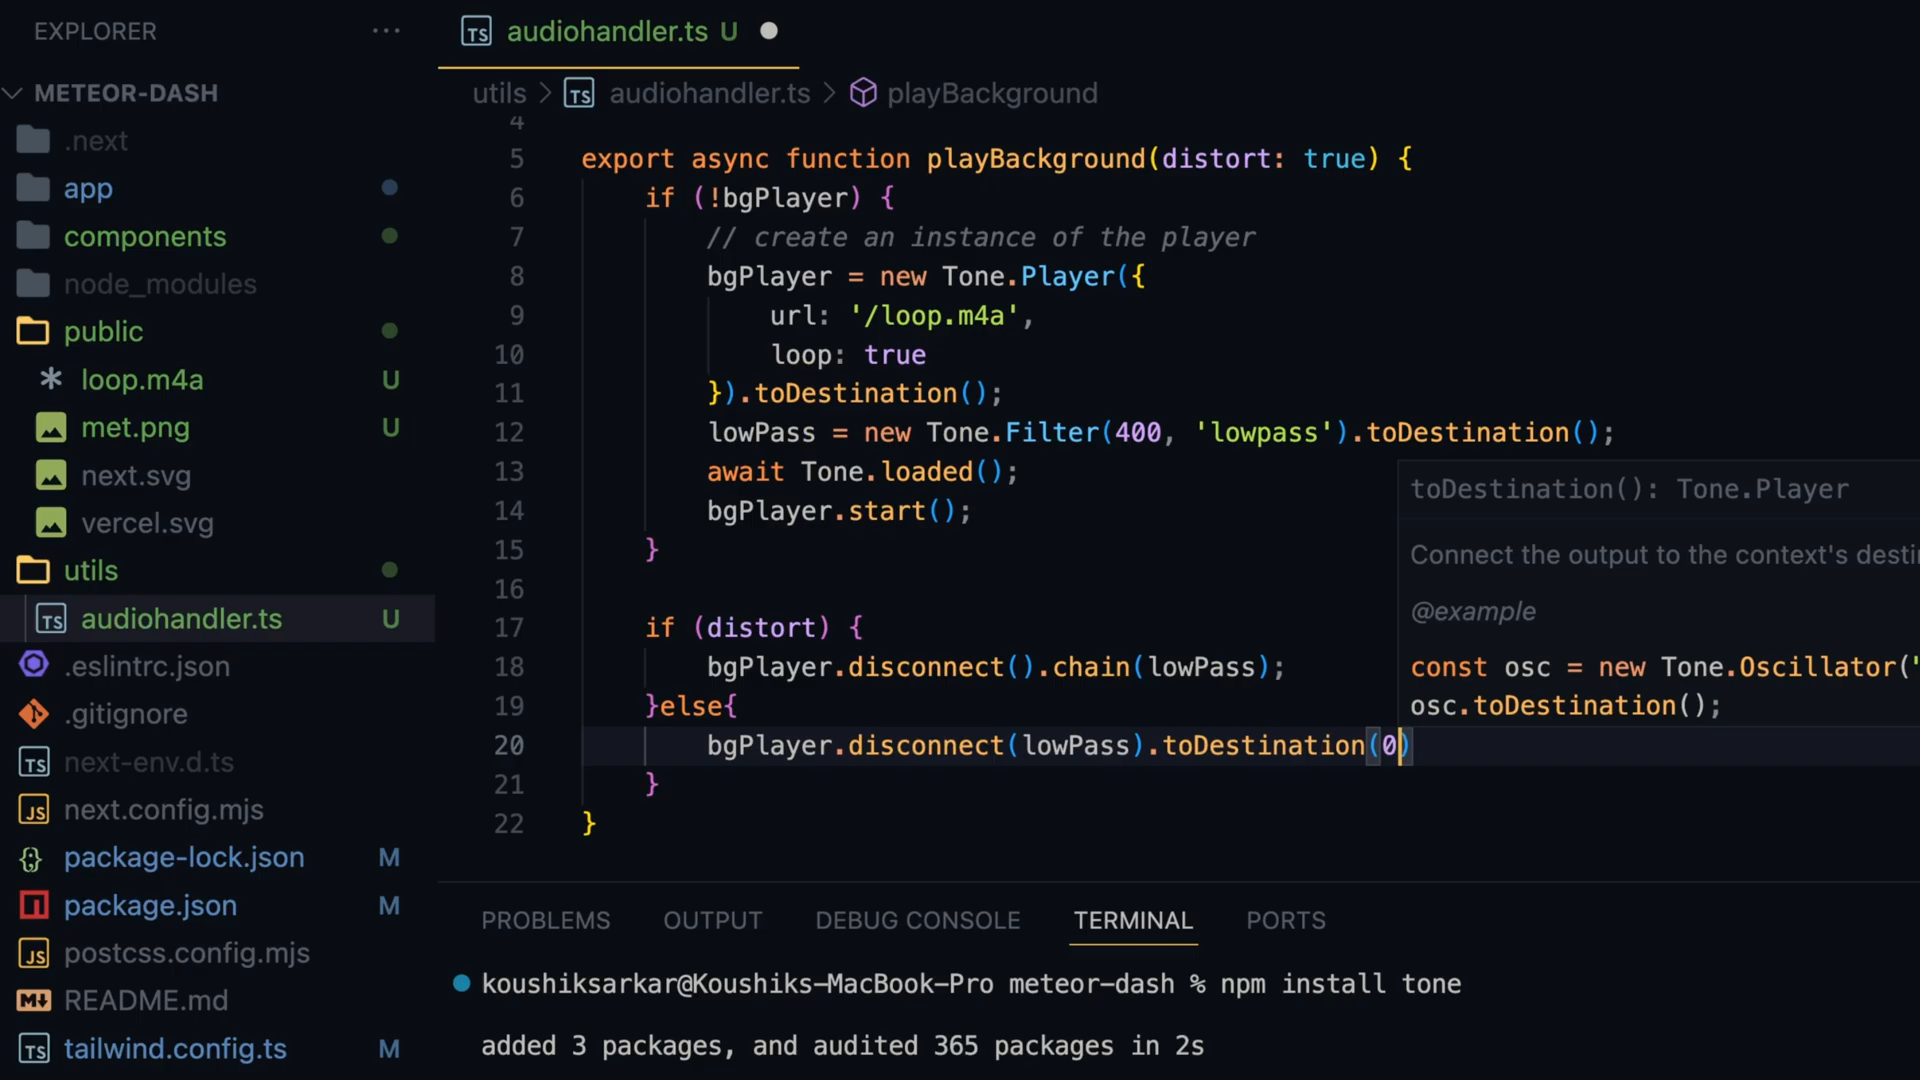 EXPLORER
METEOR-DASH
.next
app
components
node_modules
public
loop.m4a U
met.png U
next.svg
vercel.svg
utils
audiohandler.ts U
.eslintrc.json
.gitignore
next-env.d.ts
next.config.mjs
package-lock.json M
package.json M
postcss.config.mjs
README.md
tailwind.config.ts M
TS audiohandler.ts U
utils > TS audiohandler.ts > playBackground
4
5 export async function playBackground(distort: true) {
6 if (!bgPlayer) {
7 // create an instance of the player
8 bgPlayer = new Tone.Player({
9 url: '/loop.m4a',
10 loop: true
11 }).toDestination();
12 lowPass = new Tone.Filter(400, 'lowpass').toDestination();
13 await Tone.loaded();
14 bgPlayer.start();
15 }
16
17 if (distort) {
18 bgPlayer.disconnect().chain(lowPass);
19 }else{
20 bgPlayer.disconnect(lowPass).toDestination(0)
21 }
22 }
toDestination(): Tone.Player
Connect the output to the context's desti
@example
const osc = new Tone.Oscillator("
osc.toDestination();
PROBLEMS OUTPUT DEBUG CONSOLE TERMINAL PORTS
koushiksarkar@Koushiks-MacBook-Pro meteor-dash % npm install tone
added 3 packages, and audited 365 packages in 2s